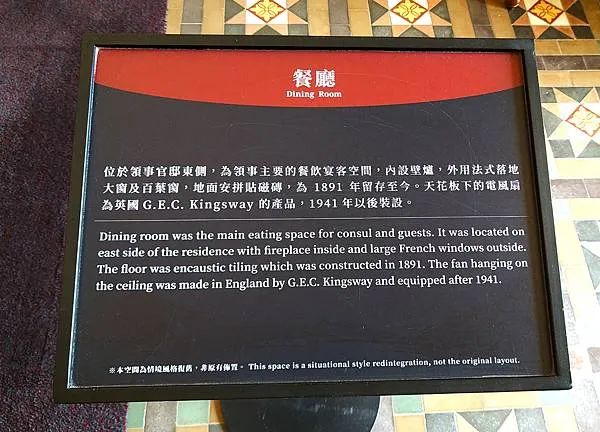 餐廳
Dining Room
位於領事官邸東側，為領事主要的餐飲宴客空間，內設壁爐，外用法式落地
大窗及百葉窗，地面安拼貼磁磚，為 1891 年留存至今。天花板下的電風扇
為英國 G.E.C. Kingsway 的產品，1941 年以後裝設。
Dining room was the main eating space for consul and guests. It was located on
east side of the residence with fireplace inside and large French windows outside.
The floor was encaustic tiling which was constructed in 1891. The fan hanging on
the ceiling was made in England by G.E.C. Kingsway and equipped after 1941.
※本空間為情境風格復舊，非原有佈置。 This space is a situational style redintegration, not the original layout.